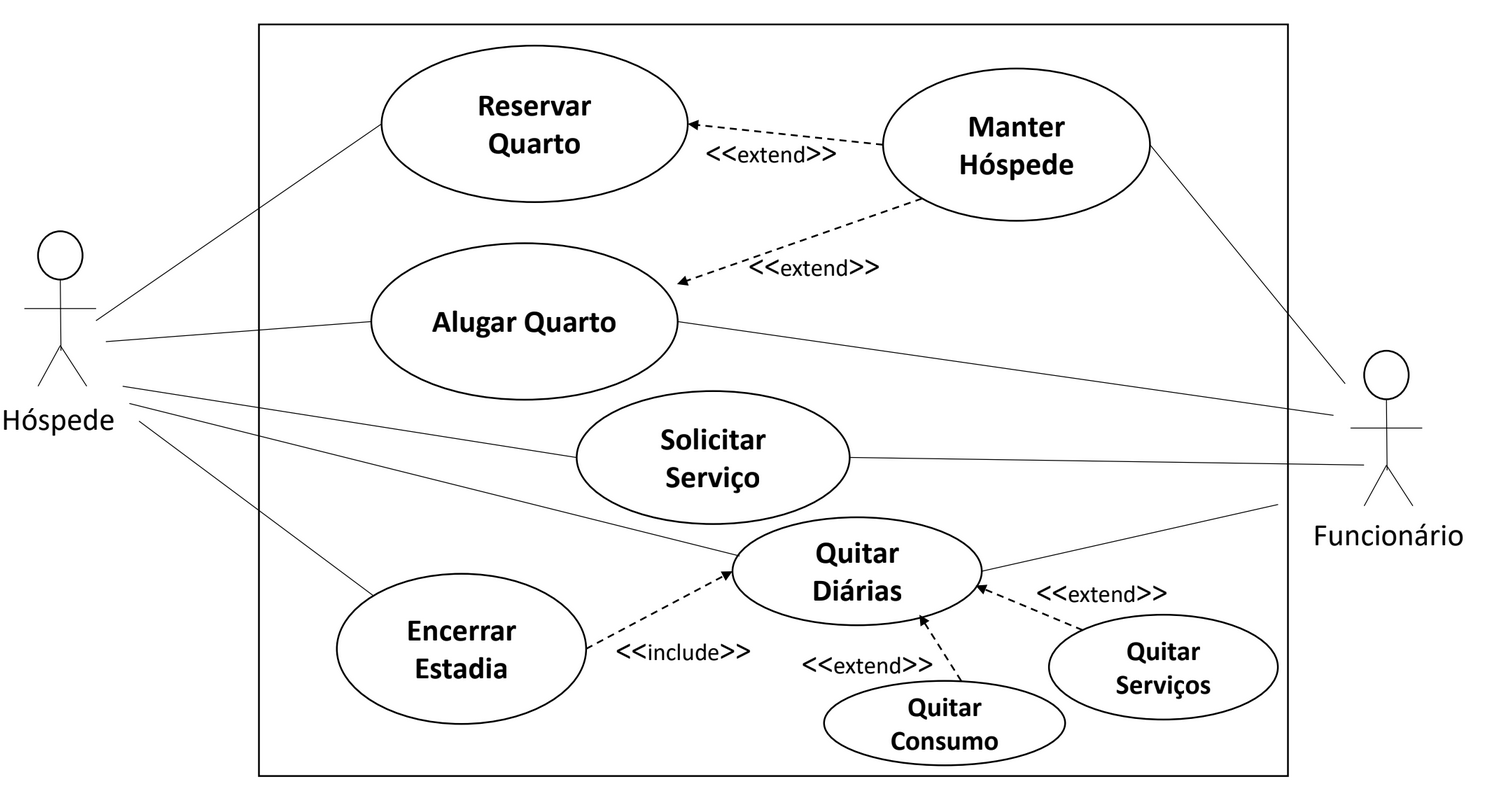 Reservar
Quarto
Manter
Hóspede
<<extend>>
<<extend>>
Alugar Quarto
Hóspede
Solicitar
Serviço
Funcionário
Quitar
Diárias
<<extend>>
Encerrar
Estadia
<<include>>
<<extend>>
Quitar
Serviços
Quitar
Consumo